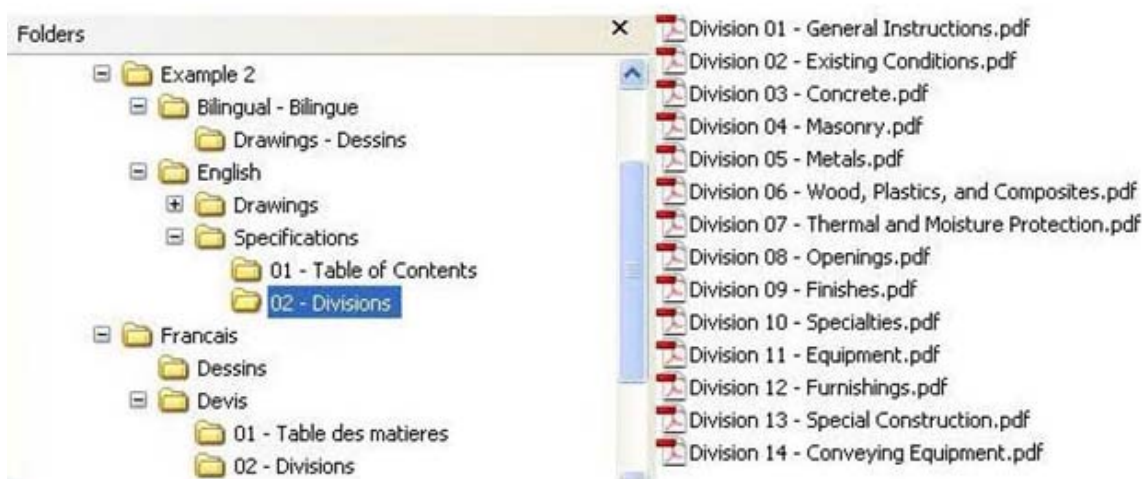 Folders
Example 2
Bilingual - Bilingue
Drawings - Dessins
English
Drawings
Specifications
01 - Table of Contents
02 - Divisions
Francais
Dessins
Devis
01 - Table des matieres
02 - Divisions
Division 01 - General Instructions.pdf
Division 02 - Existing Conditions.pdf
Division 03 - Concrete.pdf
Division 04 - Masonry.pdf
Division 05 - Metals.pdf
Division 06 - Wood, Plastics, and Composites.pdf
Division 07 - Thermal and Moisture Protection.pdf
Division 08 - Openings.pdf
Division 09 - Finishes.pdf
Division 10 - Specialties.pdf
Division 11 - Equipment.pdf
Division 12 - Furnishings.pdf
Division 13 - Special Construction.pdf
Division 14 - Conveying Equipment.pdf